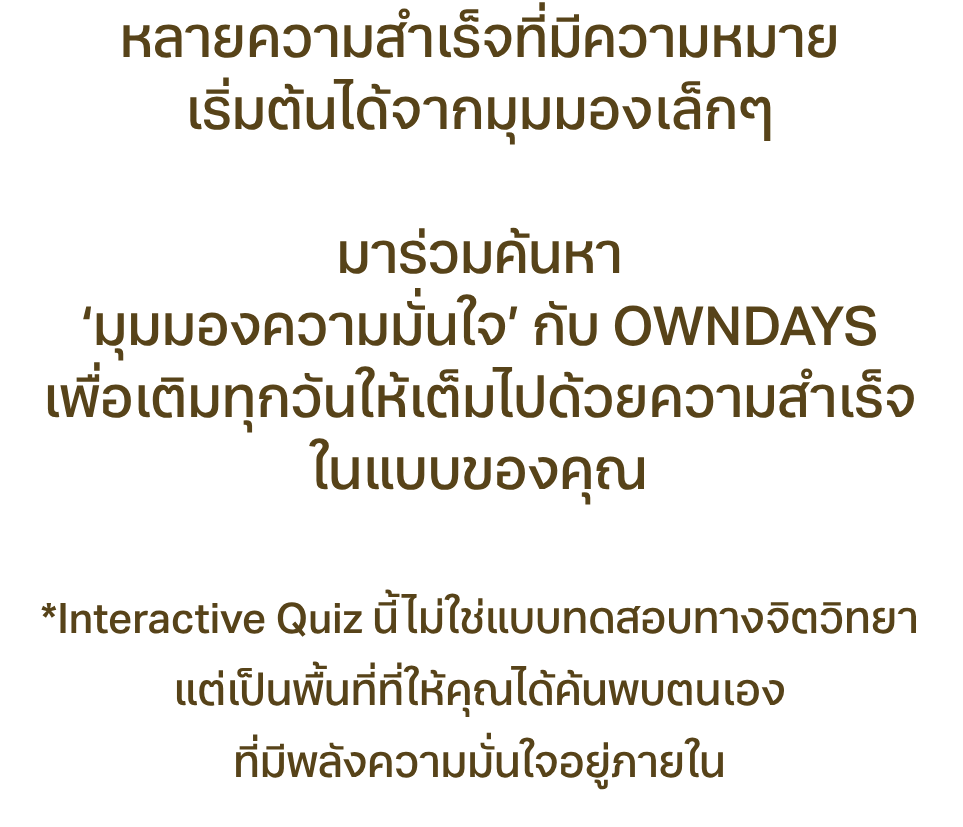 หลายความสำเร็จที่มีความหมาย
เริ่มต้นได้จากมุมมองเล็กๆ
มาร่วมค้นหา
‘มุมมองความมั่นใจ’ กับ OWNDAYS
เพื่อเติมทุกวันให้เต็มไปด้วยความสำเร็จ
ในแบบของคุณ
*Interactive Quiz นี้ไม่ใช่แบบทดสอบทางจิตวิทยา
แต่เป็นพื้นที่ที่ให้คุณได้ค้นพบตนเอง
ที่มีพลังความมั่นใจอยู่ภายใน